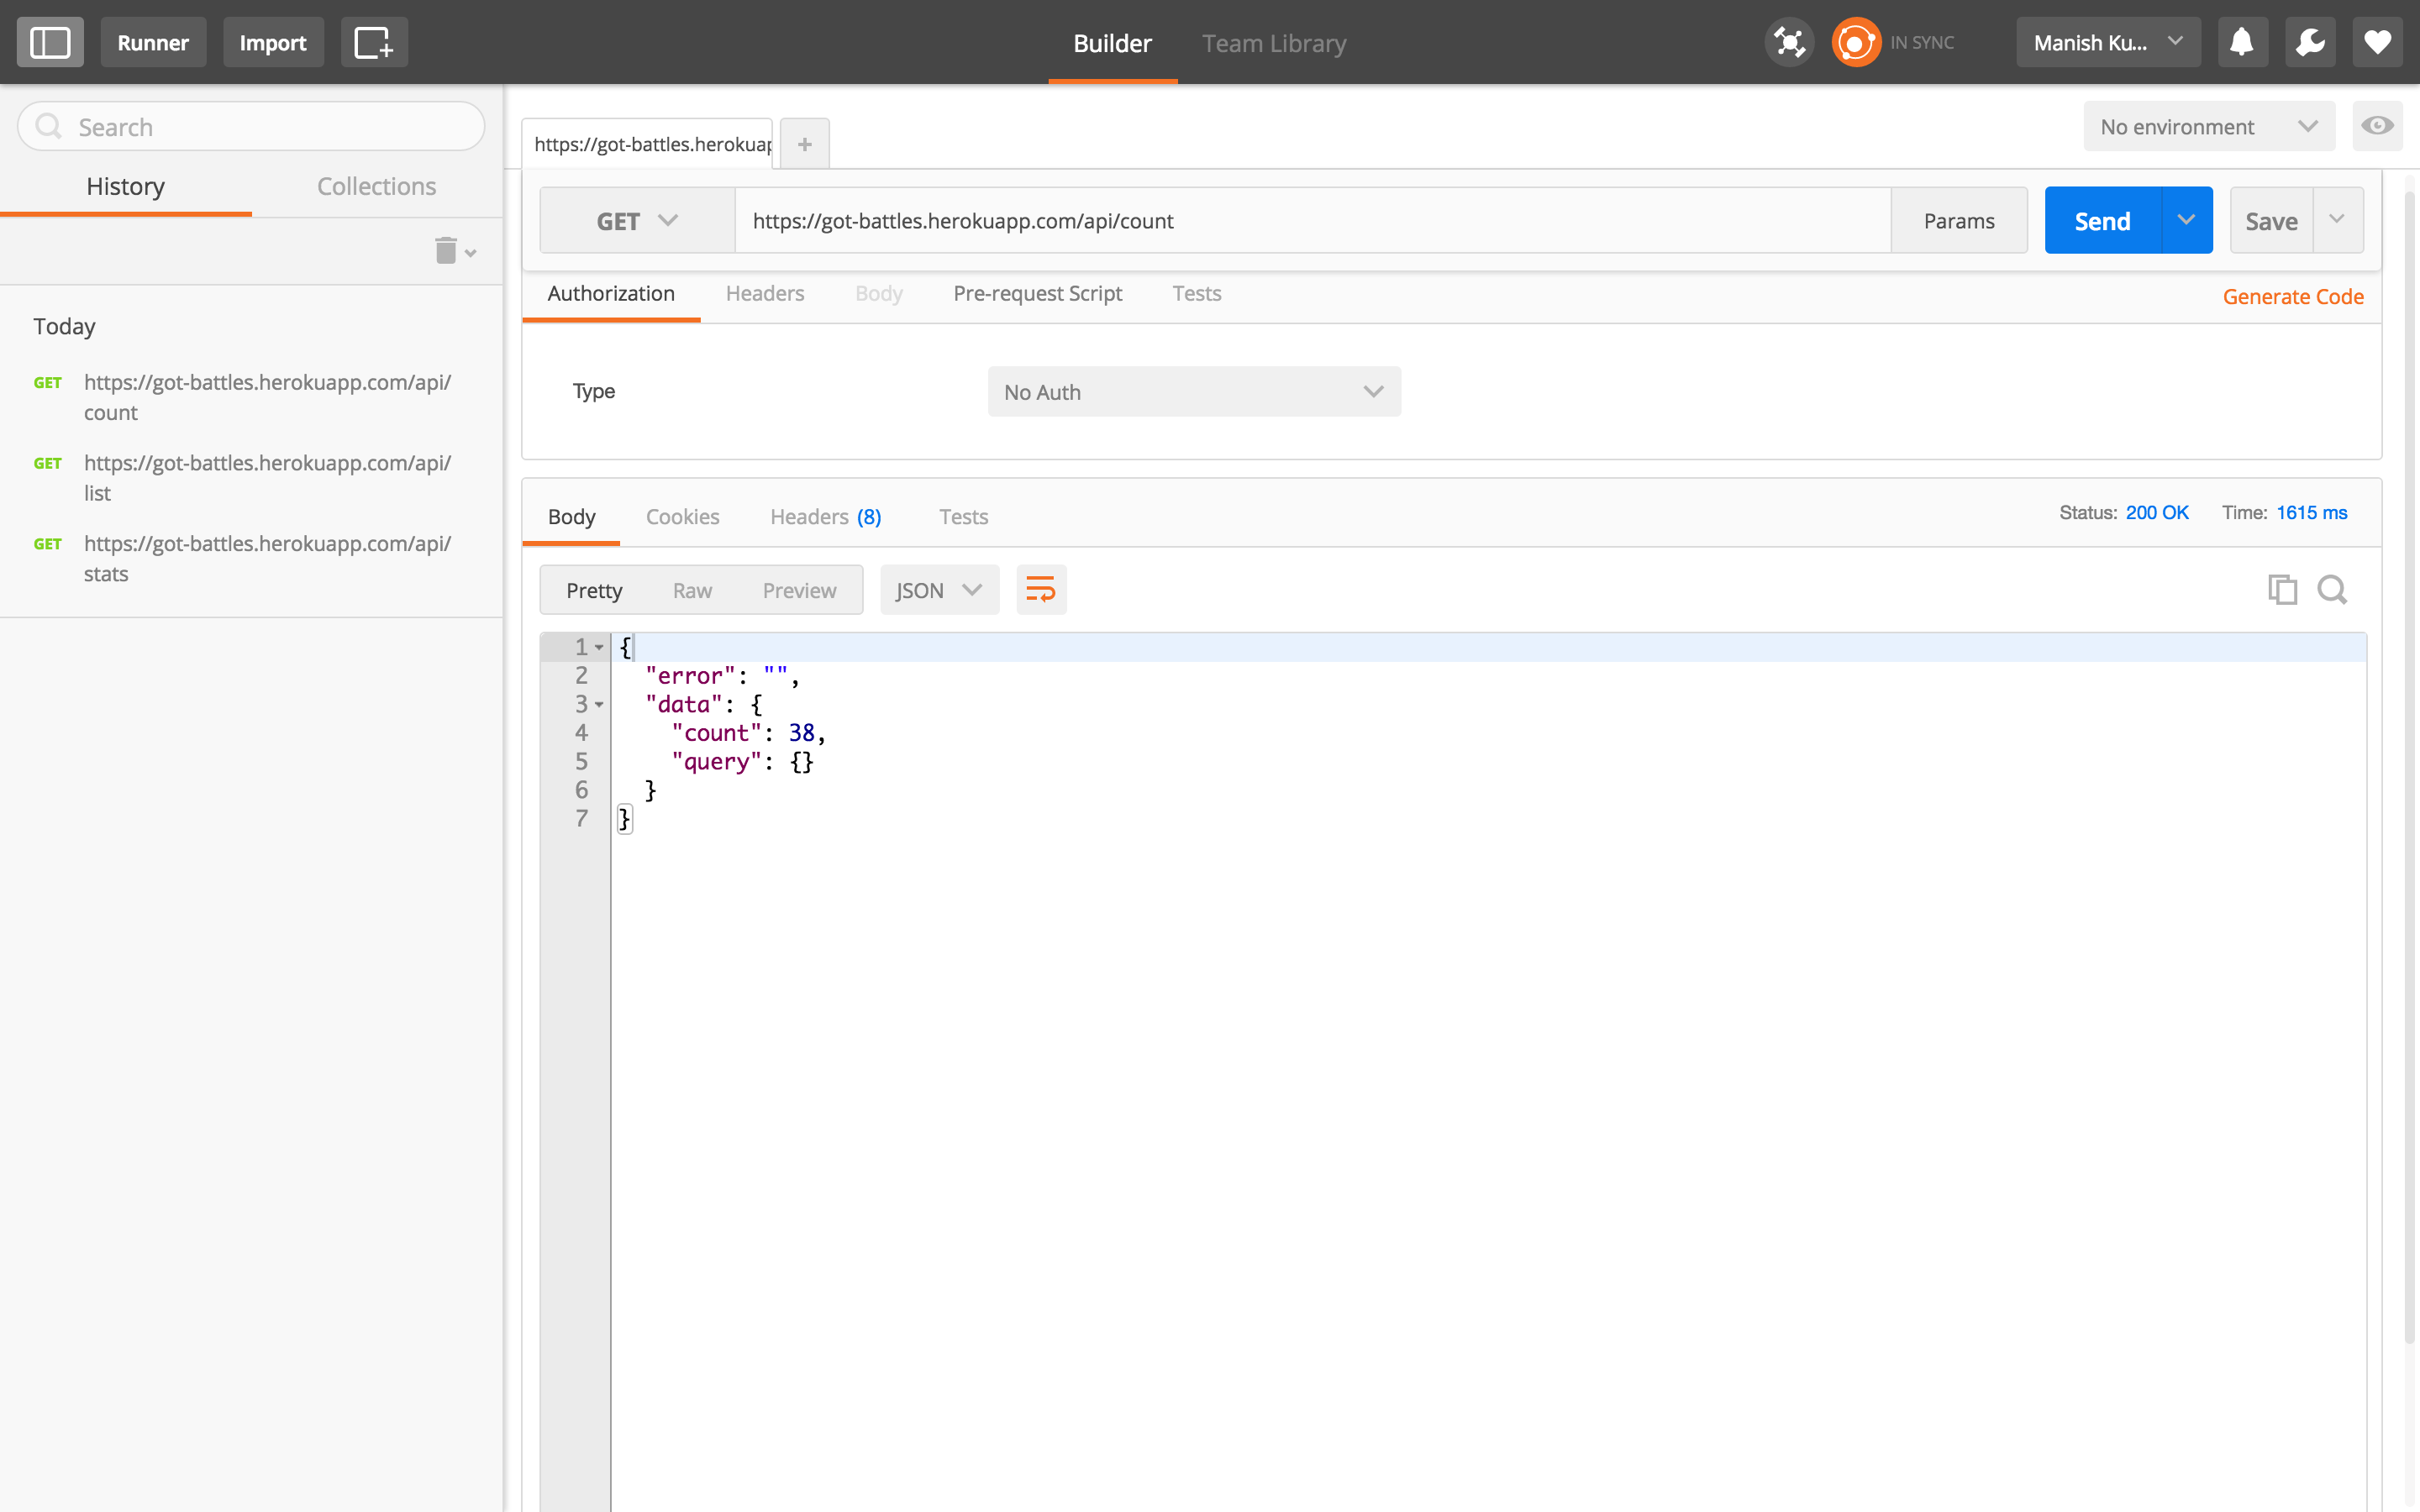 Runner
Import
Builder
Team Library
IN SYNC
Manish Ku...
Search
History
Collections
Today
GET https://got-battles.herokuapp.com/api/
count
GET https://got-battles.herokuapp.com/api/
list
GET https://got-battles.herokuapp.com/api/
stats
https://got-battles.herokuap
+
No environment
GET
https://got-battles.herokuapp.com/api/count
Params
Send
Save
Authorization
Headers
Body
Pre-request Script
Tests
Generate Code
Type
No Auth
Body
Cookies
Headers (8)
Tests
Status: 200 OK
Time: 1615 ms
Pretty
Raw
Preview
JSON
1 {
2 "error": "",
3 "data": {
4 "count": 38,
5 "query": {}
6 }
7 }